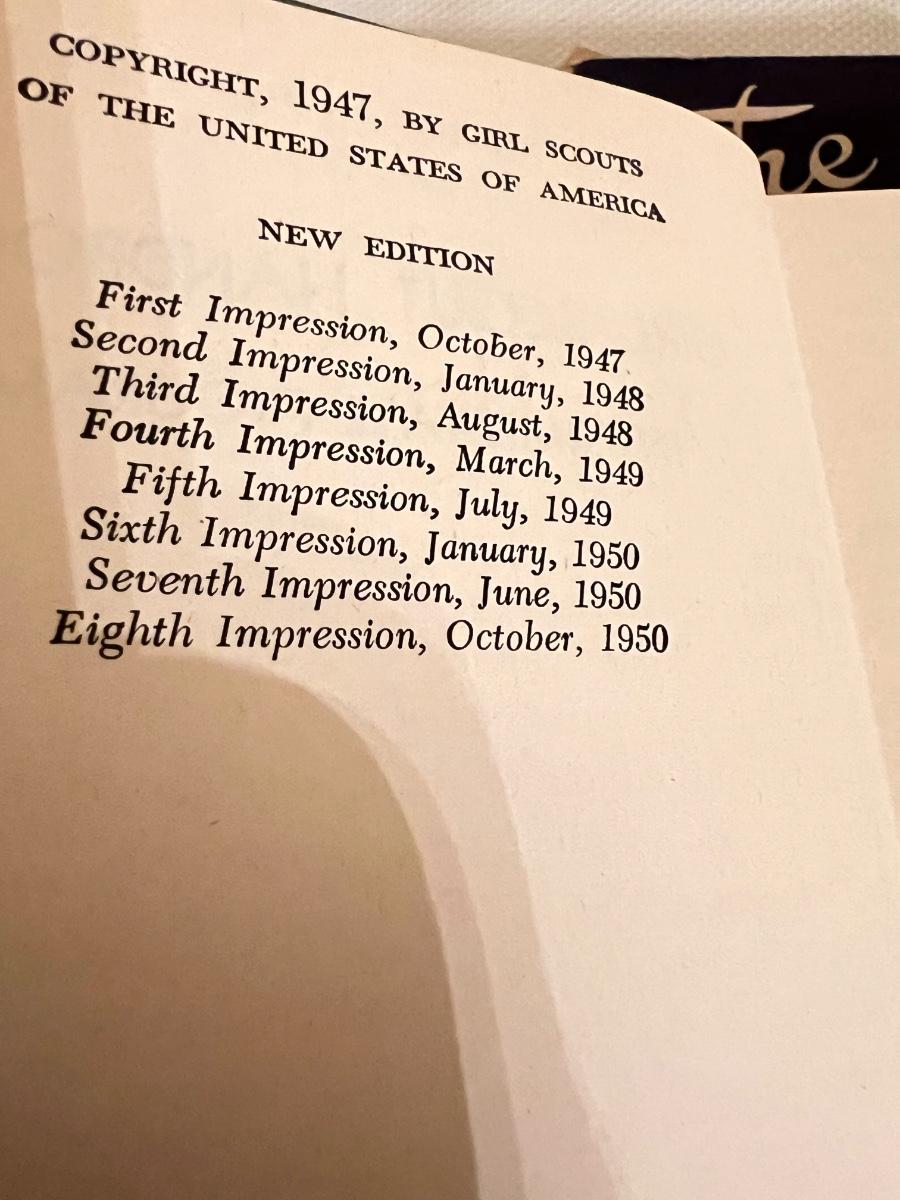 COPYRIGHT, 1947, BY GIRL SCOUTS
OF THE UNITED STATES OF AMERICA
NEW EDITION
First Impression, October, 1947
Second Impression, January, 1948
Third Impression, August, 1948
Fourth Impression, March, 1949
Fifth Impression, July, 1949
Sixth Impression, January, 1950
Seventh Impression, June, 1950
Eighth Impression, October, 1950
the